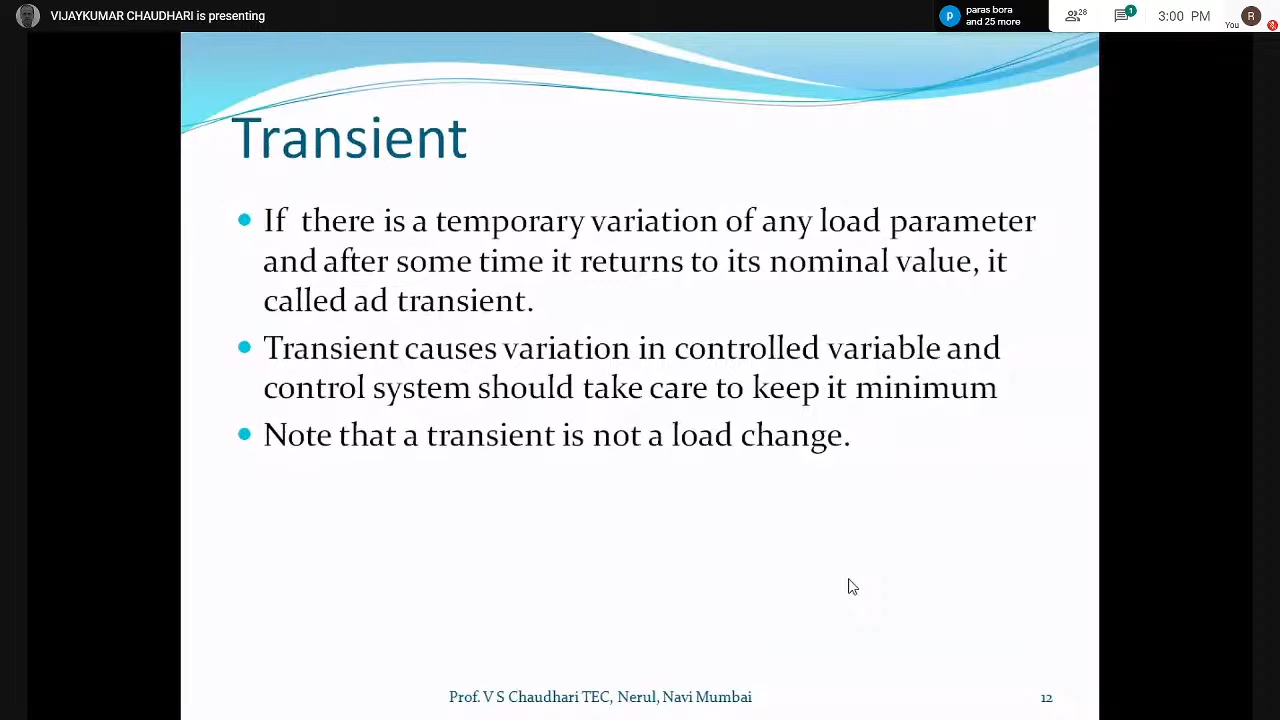 VIJAYKUMAR CHAUDHARI is presenting
p
paras bora
and 25 more
28
1
3:00 PM
You
R
Transient
If there is a temporary variation of any load parameter
and after some time it returns to its nominal value, it
called ad transient.
Transient causes variation in controlled variable and
control system should take care to keep it minimum
Note that a transient is not a load change.
Prof. V S Chaudhari TEC, Nerul, Navi Mumbai
12